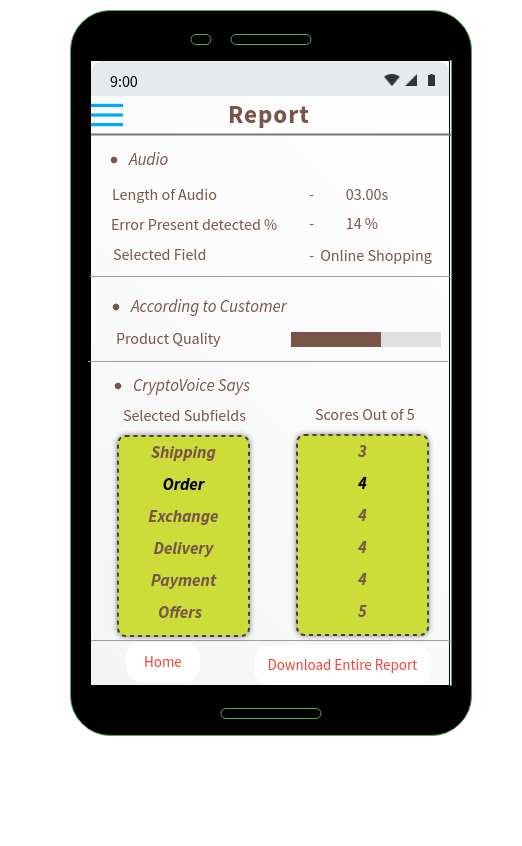 9:00
Report
Audio
Length of Audio - 03.00s
Error Present detected % - 14 %
Selected Field - Online Shopping
According to Customer
Product Quality
CryptoVoice Says
Selected Subfields Scores Out of 5
Shipping 3
Order 4
Exchange 4
Delivery 4
Payment 4
Offers 5
Home Download Entire Report